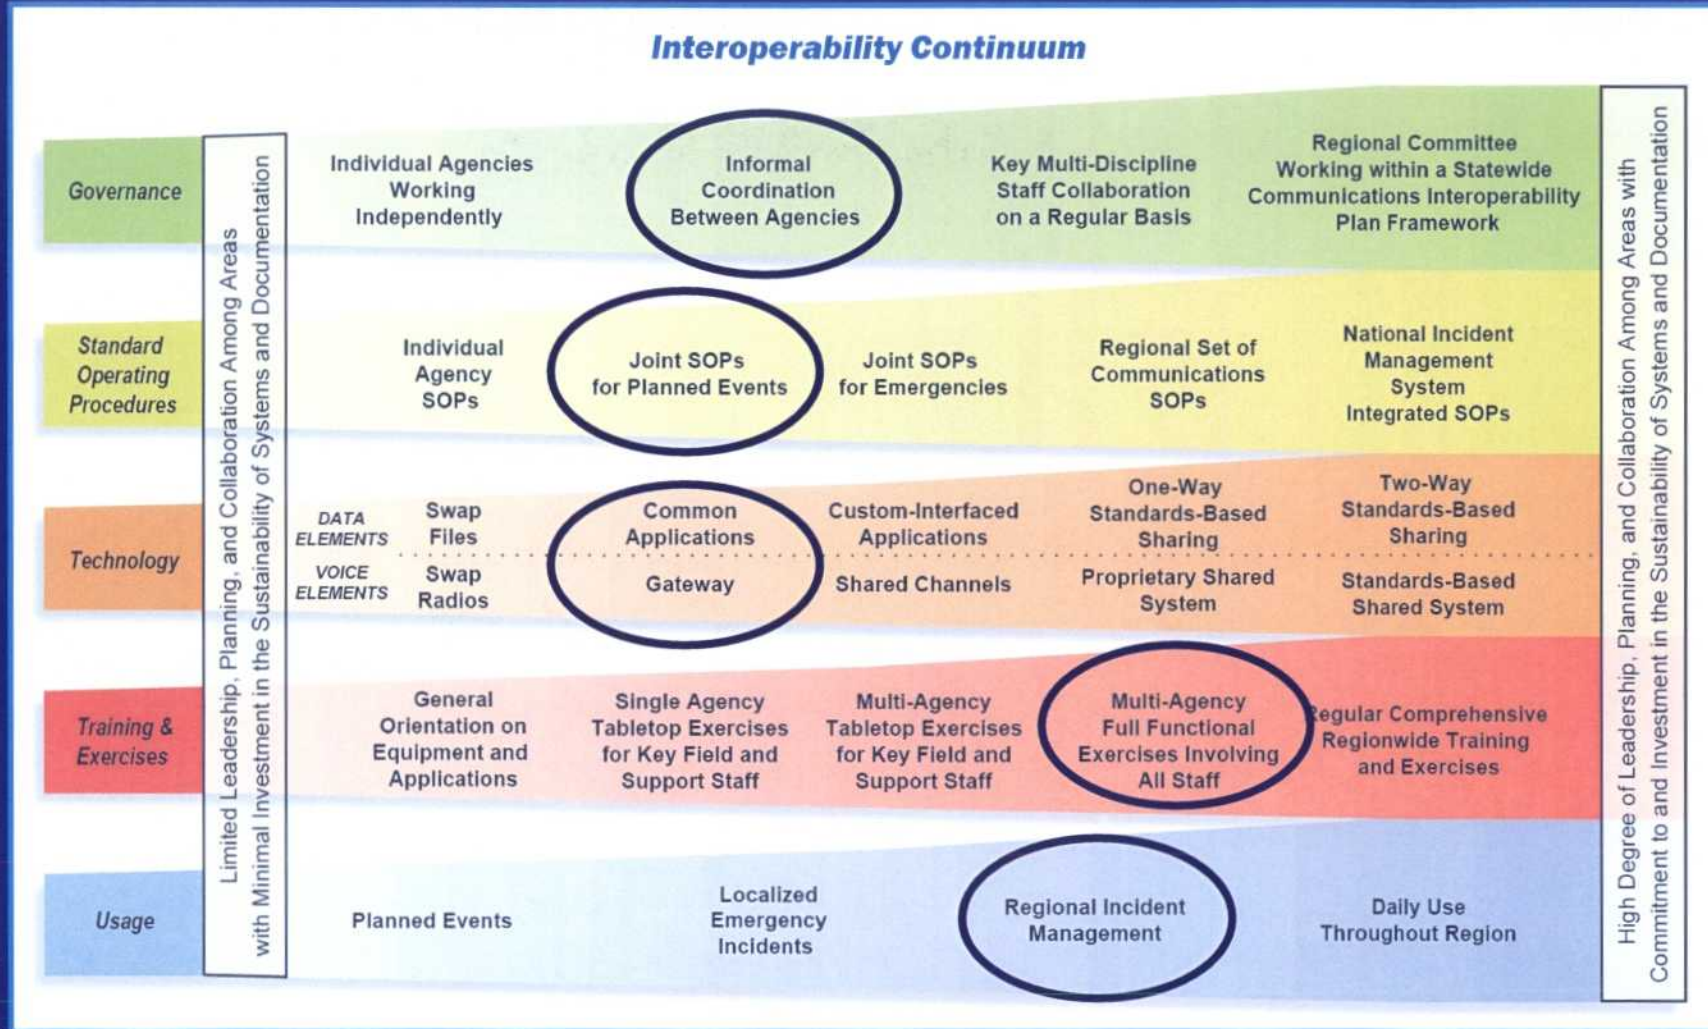 Interoperability Continuum
Limited Leadership, Planning, and Collaboration Among Areas
with Minimal Investment in the Sustainability of Systems and Documentation
Governance
Individual Agencies
Working
Independently
Informal
Coordination
Between Agencies
Key Multi-Discipline
Staff Collaboration
on a Regular Basis
Regional Committee
Working within a Statewide
Communications Interoperability
Plan Framework
Standard
Operating
Procedures
Individual
Agency
SOPs
Joint SOPs
for Planned Events
Joint SOPs
for Emergencies
Regional Set of
Communications
SOPs
National Incident
Management
System
Integrated SOPs
Technology
DATA
ELEMENTS
Swap
Files
Common
Applications
Custom-Interfaced
Applications
One-Way
Standards-Based
Sharing
Two-Way
Standards-Based
Sharing
VOICE
ELEMENTS
Swap
Radios
Gateway
Shared Channels
Proprietary Shared
System
Standards-Based
Shared System
Training &
Exercises
General
Orientation on
Equipment and
Applications
Single Agency
Tabletop Exercises
for Key Field and
Support Staff
Multi-Agency
Tabletop Exercises
for Key Field and
Support Staff
Multi-Agency
Full Functional
Exercises Involving
All Staff
Regular Comprehensive
Regionwide Training
and Exercises
Usage
Planned Events
Localized
Emergency
Incidents
Regional Incident
Management
Daily Use
Throughout Region
High Degree of Leadership, Planning, and Collaboration Among Areas with
Commitment to and Investment in the Sustainability of Systems and Documentation